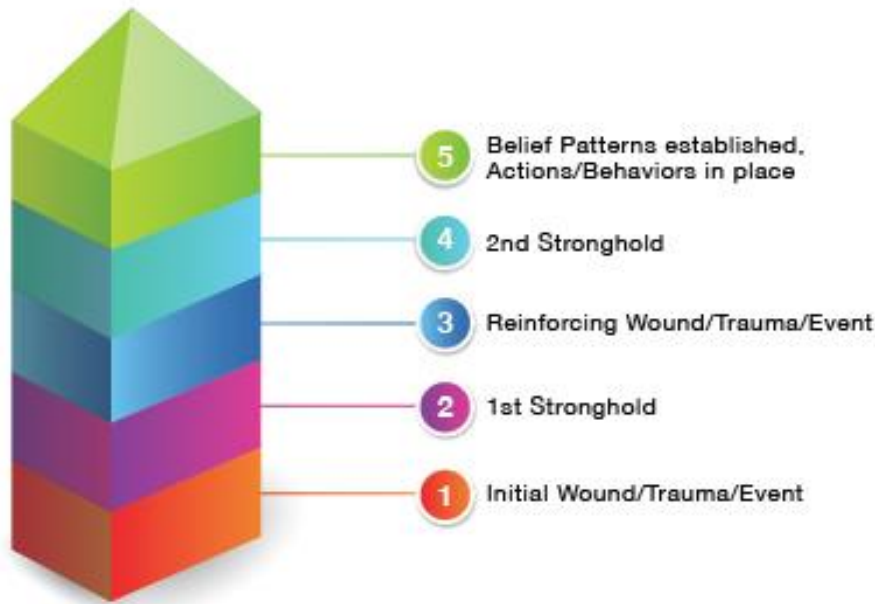 5 Belief Patterns established,
Actions/Behaviors in place
4 2nd Stronghold
3 Reinforcing Wound/Trauma/Event
2 1st Stronghold
1 Initial Wound/Trauma/Event